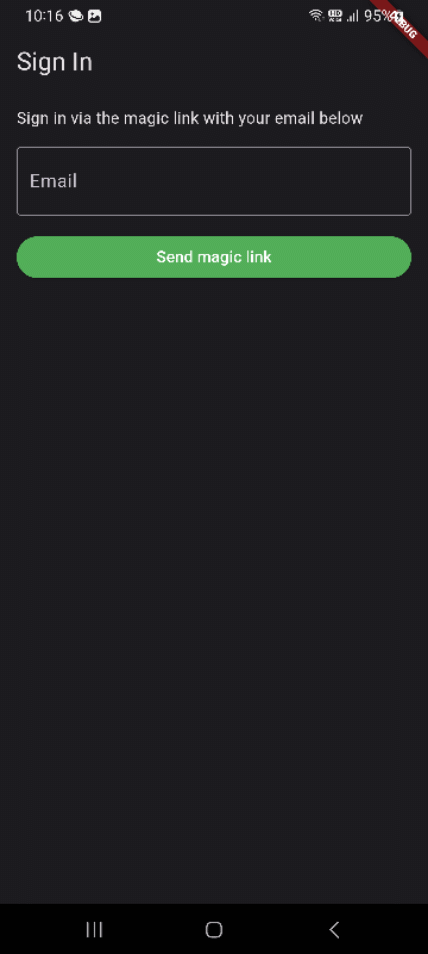 10:16 95%
DEBUG
Sign In
Sign in via the magic link with your email below
Email
Send magic link